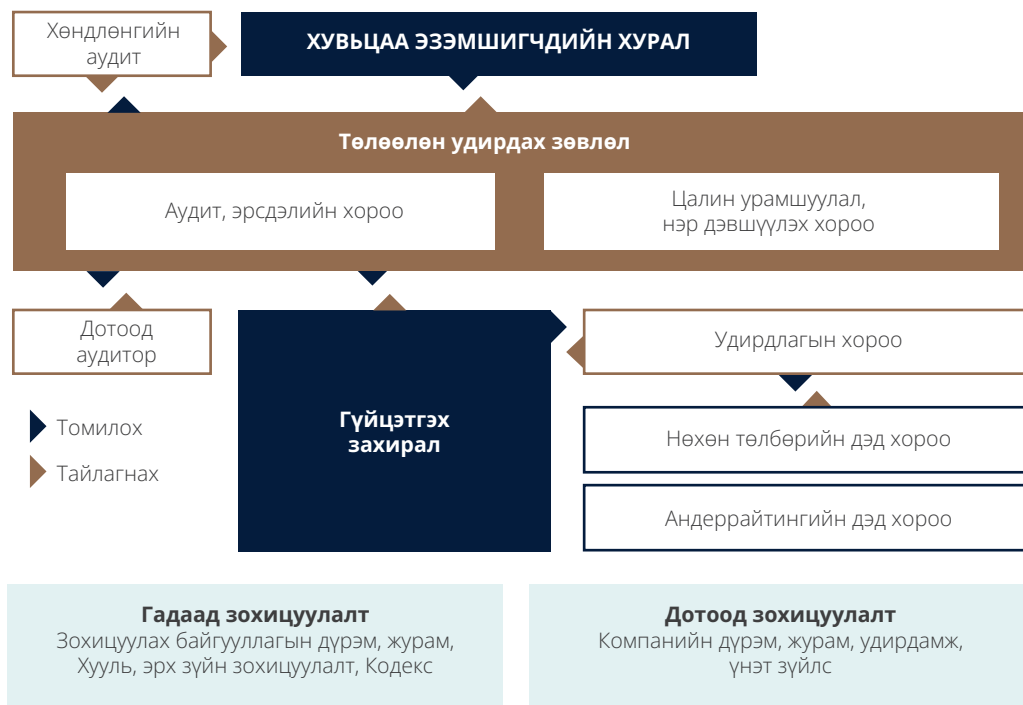 Хөндлөнгийн
аудит
ХУВЬЦАА ЭЗЭМШИГЧДИЙН ХУРАЛ
Төлөөлөн удирдах зөвлөл
Аудит, эрсдэлийн хороо
Цалин урамшуулал,
нэр дэвшүүлэх хороо
Дотоод
аудитор
Гүйцэтгэх
захирал
Удирдлагын хороо
Нөхөн төлбөрийн дэд хороо
Андеррайтингийн дэд хороо
Томилох
Тайлагнах
Гадаад зохицуулалт
Зохицуулах байгууллагын дүрэм, журам,
Хууль, эрх зүйн зохицуулалт, Кодекс
Дотоод зохицуулалт
Компанийн дүрэм, журам, удирдамж,
үнэт зүйлс